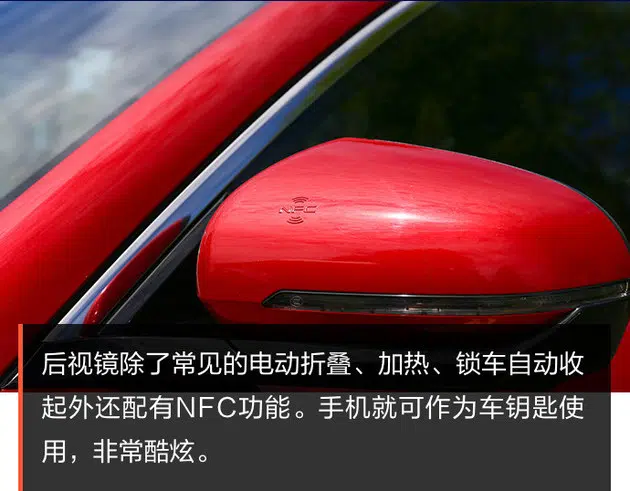 NFC
后视镜除了常见的电动折叠、加热、锁车自动收
起外还配有NFC功能。手机就可作为车钥匙使
用，非常酷炫。